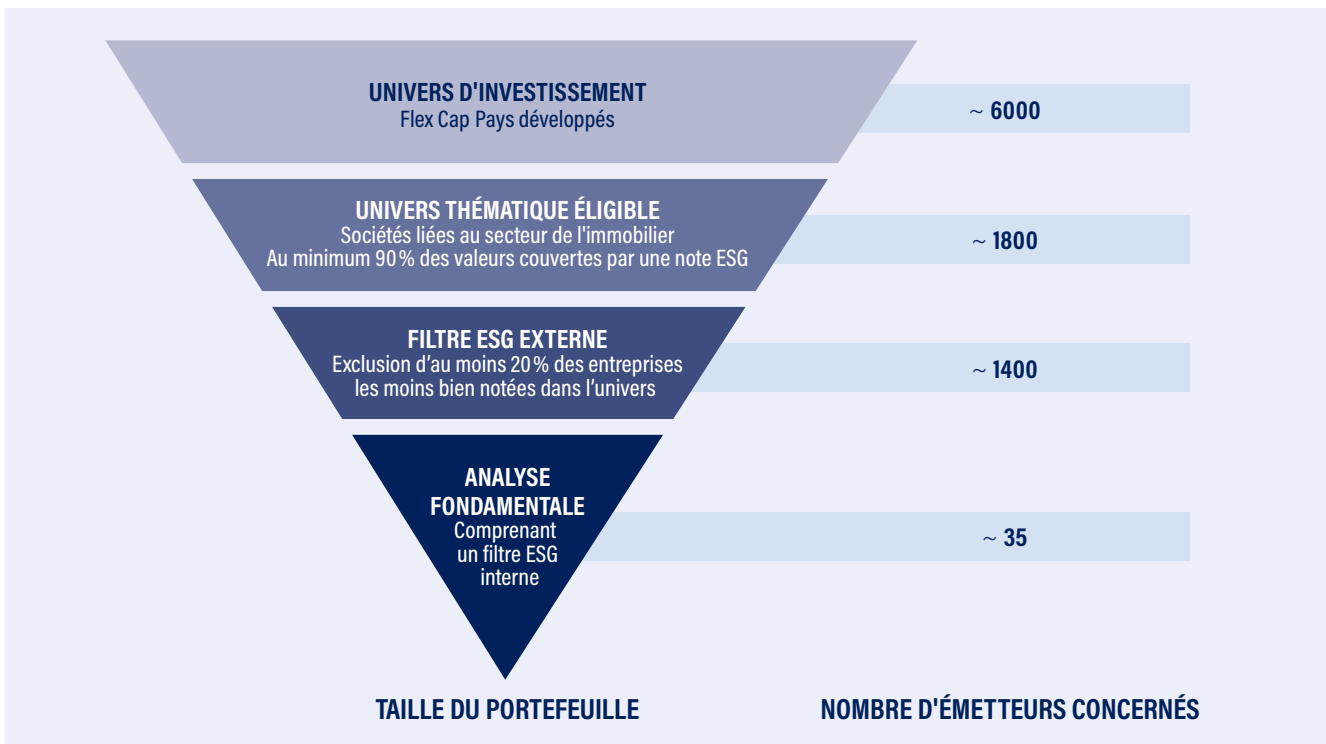 UNIVERS D'INVESTISSEMENT
Flex Cap Pays développés
~ 6000
UNIVERS THÉMATIQUE ÉLIGIBLE
Sociétés liées au secteur de l'immobilier
Au minimum 90 % des valeurs couvertes par une note ESG
~ 1800
FILTRE ESG EXTERNE
Exclusion d’au moins 20 % des entreprises
les moins bien notées dans l’univers
~ 1400
ANALYSE
FONDAMENTALE
Comprenant
un filtre ESG
interne
~ 35
TAILLE DU PORTEFEUILLE
NOMBRE D'ÉMETTEURS CONCERNÉS